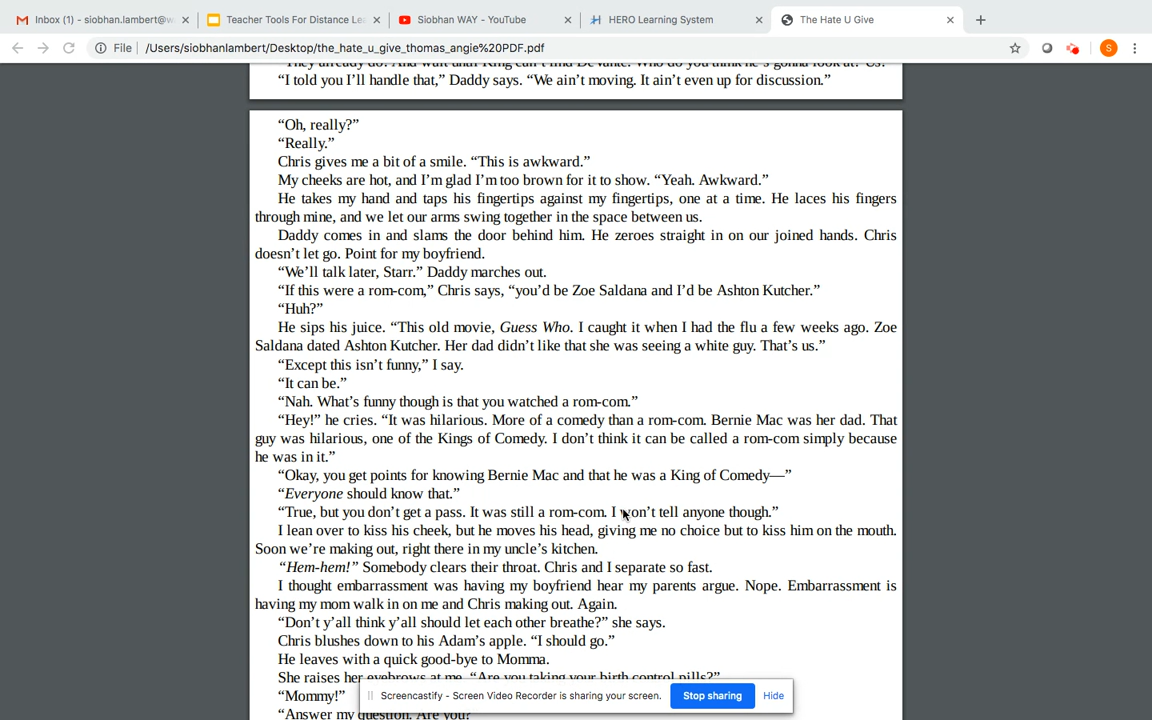 Inbox (1) - siobhan.lambert@w
Teacher Tools For Distance Le
Siobhan WAY - YouTube
HERO Learning System
The Hate U Give
File
/Users/siobhanlambert/Desktop/the_hate_u_give_thomas_angie%20PDF.pdf
S
“I told you I’ll handle that,” Daddy says. “We ain’t moving. It ain’t even up for discussion.”
“Oh, really?”
“Really.”
Chris gives me a bit of a smile. “This is awkward.”
My cheeks are hot, and I’m glad I’m too brown for it to show. “Yeah. Awkward.”
He takes my hand and taps his fingertips against my fingertips, one at a time. He laces his fingers
through mine, and we let our arms swing together in the space between us.
Daddy comes in and slams the door behind him. He zeroes straight in on our joined hands. Chris
doesn’t let go. Point for my boyfriend.
“We’ll talk later, Starr.” Daddy marches out.
“If this were a rom-com,” Chris says, “you’d be Zoe Saldana and I’d be Ashton Kutcher.”
“Huh?”
He sips his juice. “This old movie, Guess Who. I caught it when I had the flu a few weeks ago. Zoe
Saldana dated Ashton Kutcher. Her dad didn’t like that she was seeing a white guy. That’s us.”
“Except this isn’t funny,” I say.
“It can be.”
“Nah. What’s funny though is that you watched a rom-com.”
“Hey!” he cries. “It was hilarious. More of a comedy than a rom-com. Bernie Mac was her dad. That
guy was hilarious, one of the Kings of Comedy. I don’t think it can be called a rom-com simply because
he was in it.”
“Okay, you get points for knowing Bernie Mac and that he was a King of Comedy—”
“Everyone should know that.”
“True, but you don’t get a pass. It was still a rom-com. I won’t tell anyone though.”
I lean over to kiss his cheek, but he moves his head, giving me no choice but to kiss him on the mouth.
Soon we’re making out, right there in my uncle’s kitchen.
“Hem-hem!” Somebody clears their throat. Chris and I separate so fast.
I thought embarrassment was having my boyfriend hear my parents argue. Nope. Embarrassment is
having my mom walk in on me and Chris making out. Again.
“Don’t y’all think y’all should let each other breathe?” she says.
Chris blushes down to his Adam’s apple. “I should go.”
He leaves with a quick good-bye to Momma.
She raises her eyebrows at me. “Are you taking your birth control pills?”
“Mommy!”
“Answer my question. Are you?
Screencastify - Screen Video Recorder is sharing your screen.
Stop sharing
Hide